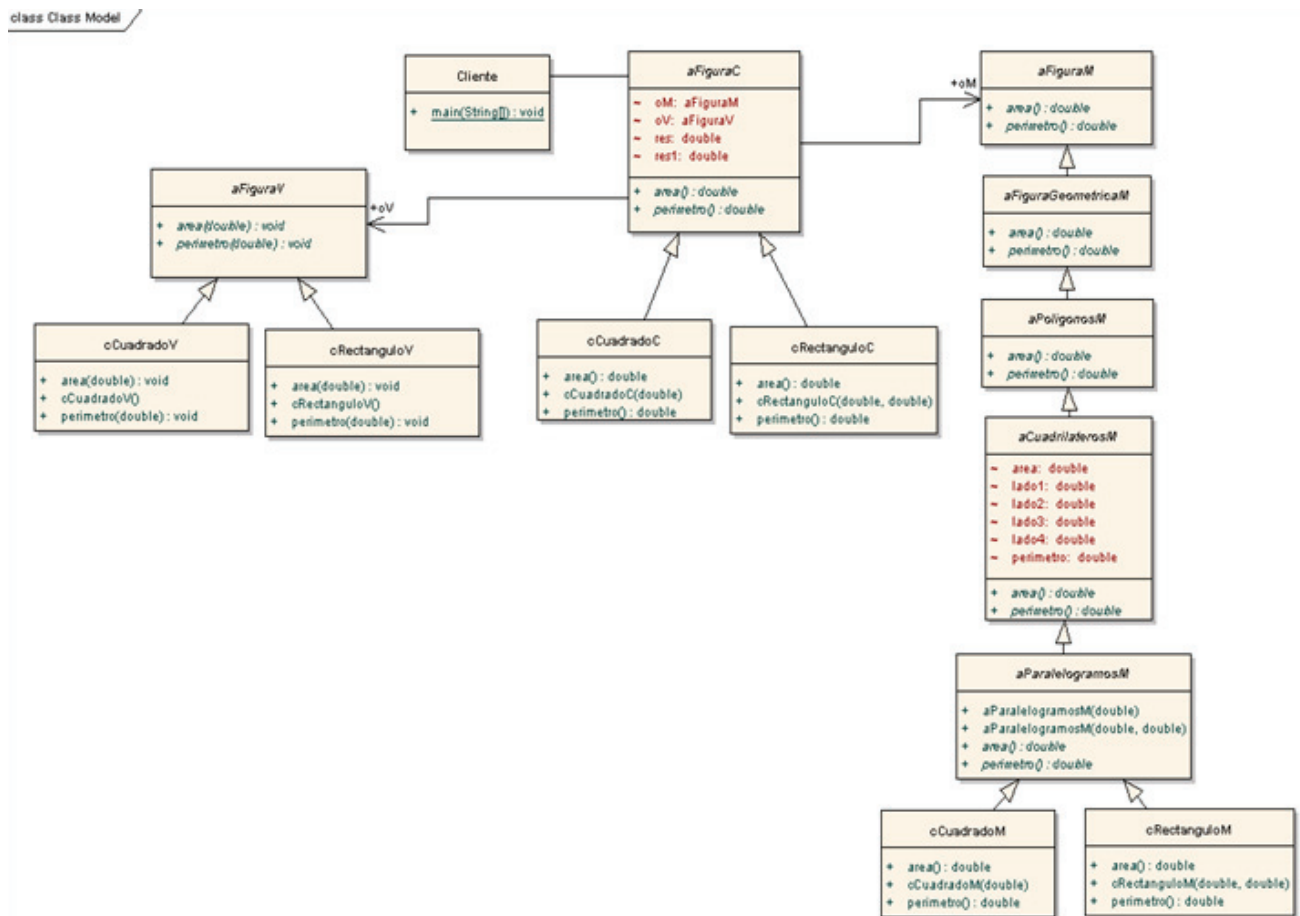 class Class Model
Cliente
+ main(String[]) : void
aFiguraC
~ oM: aFiguraM
~ oV: aFiguraV
~ res: double
~ res1: double
+ area() : double
+ perimetro() : double
+oM
aFiguraM
+ area() : double
+ perimetro() : double
aFiguraV
+ area(double) : void
+ perimetro(double) : void
+oV
aFiguraGeometricaM
+ area() : double
+ perimetro() : double
cCuadradoV
+ area(double) : void
+ cCuadradoV()
+ perimetro(double) : void
cRectanguloV
+ area(double) : void
+ cRectanguloV()
+ perimetro(double) : void
cCuadradoC
+ area() : double
+ cCuadradoC(double)
+ perimetro() : double
cRectanguloC
+ area() : double
+ cRectanguloC(double, double)
+ perimetro() : double
aPoligonosM
+ area() : double
+ perimetro() : double
aCuadrilaterosM
~ area: double
~ lado1: double
~ lado2: double
~ lado3: double
~ lado4: double
~ perimetro: double
+ area() : double
+ perimetro() : double
aParalelogramosM
+ aParalelogramosM(double)
+ aParalelogramosM(double, double)
+ area() : double
+ perimetro() : double
cCuadradoM
+ area() : double
+ cCuadradoM(double)
+ perimetro() : double
cRectanguloM
+ area() : double
+ cRectanguloM(double, double)
+ perimetro() : double